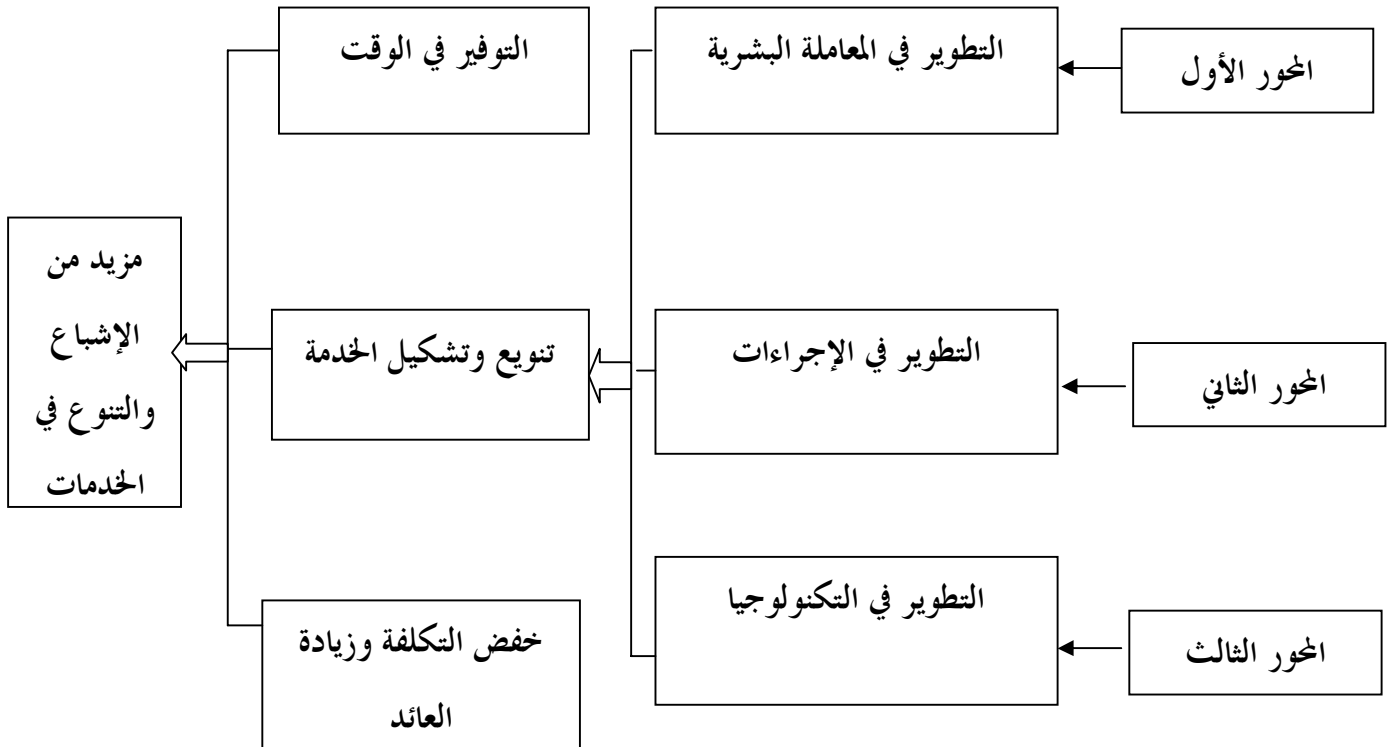 المحور الأول
التطوير في المعاملة البشرية
التوفير في الوقت
المحور الثاني
التطوير في الإجراءات
تنويع وتشكيل الخدمة
مزيد من
الإشباع
والتنوع في
الخدمات
المحور الثالث
التطوير في التكنولوجيا
خفض التكلفة وزيادة
العائد